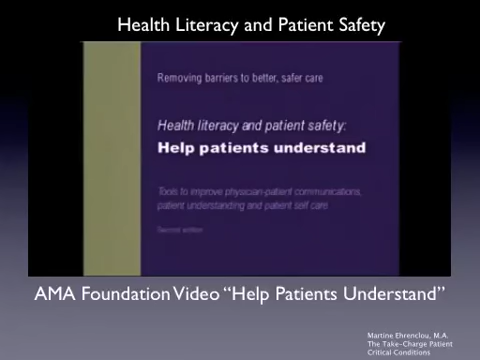 Health Literacy and Patient Safety
Removing barriers to better, safer care
Health literacy and patient safety:
Help patients understand
Tools to improve physician-patient communications,
patient understanding and patient self care
Second edition
AMA Foundation Video “Help Patients Understand”
Martine Ehrenclou, M.A.
The Take-Charge Patient
Critical Conditions